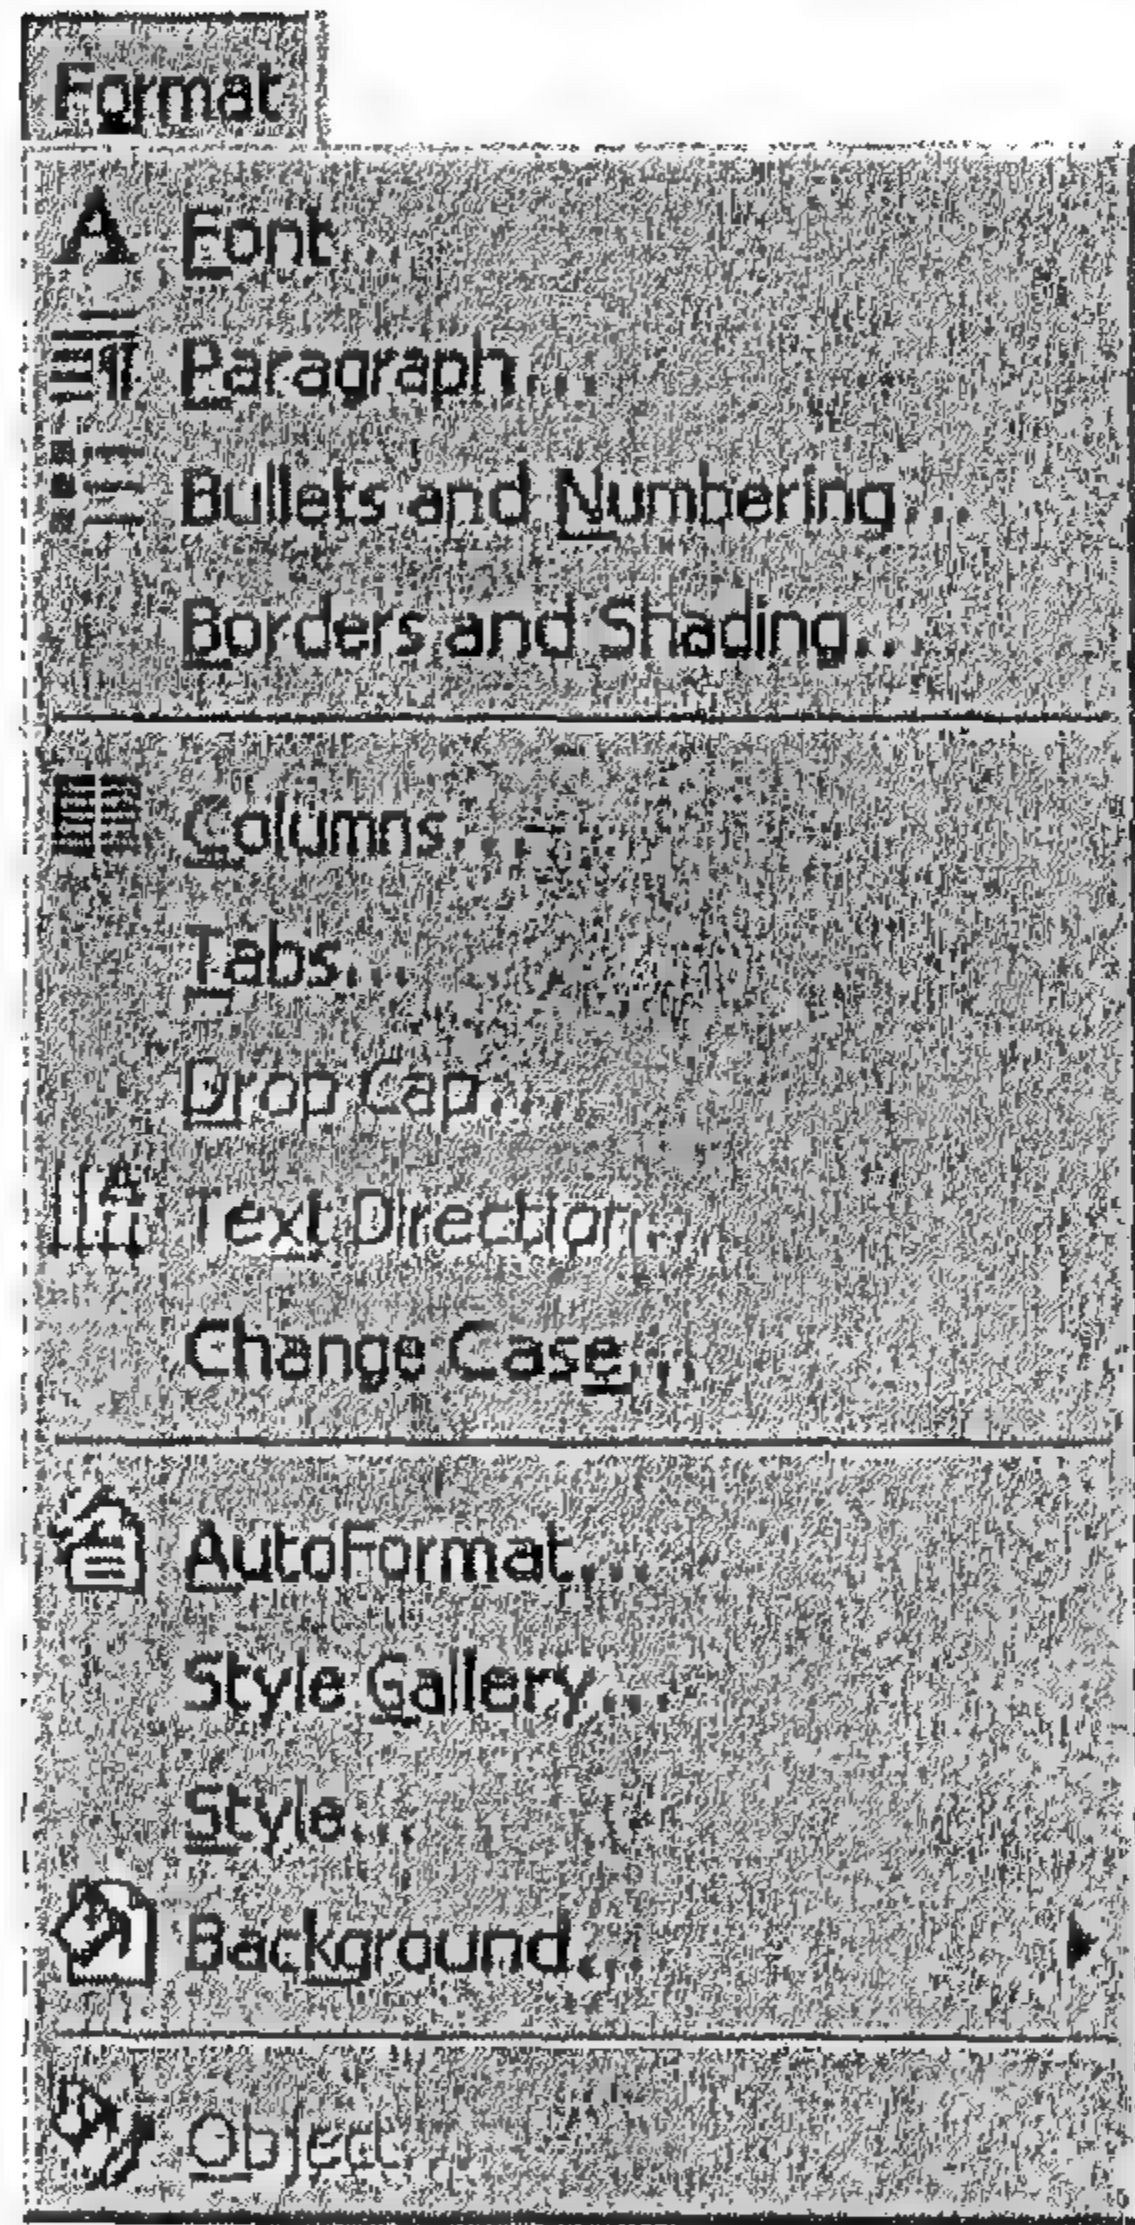 Format
Font...
Paragraph...
Bullets and Numbering...
Borders and Shading...
Columns...
Tabs...
Drop Cap...
Text Direction...
Change Case...
AutoFormat...
Style Gallery...
Style...
Background...
Object...